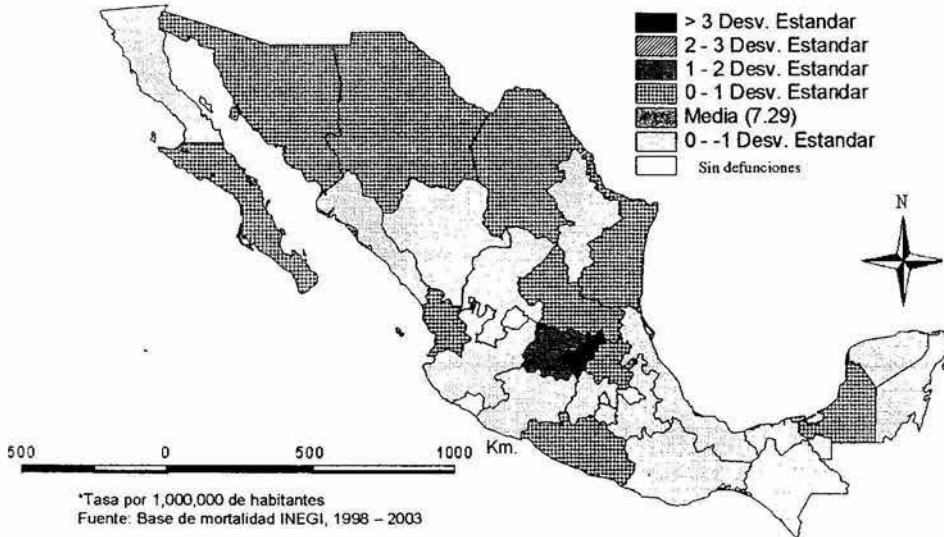 > 3 Desv. Estandar
2 - 3 Desv. Estandar
1 - 2 Desv. Estandar
0 - 1 Desv. Estandar
Media (7.29)
0 - -1 Desv. Estandar
Sin defunciones
N
500 0 500 1000 Km.
*Tasa por 1,000,000 de habitantes
Fuente: Base de mortalidad INEGI, 1998 – 2003